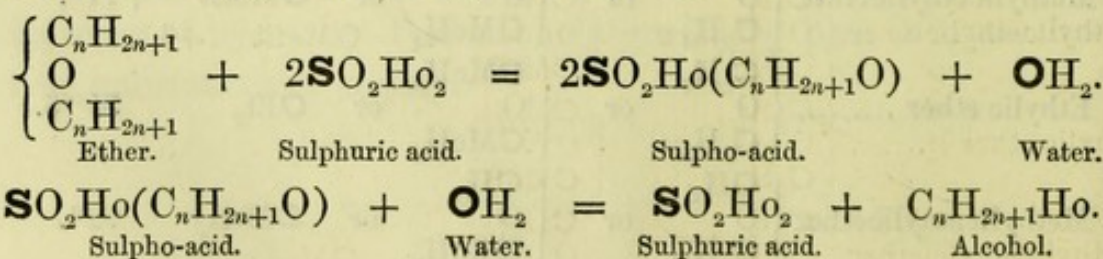 { CₙH₂ₙ₊₁
O
CₙH₂ₙ₊₁ + 2SO₂Ho₂ = 2SO₂Ho(CₙH₂ₙ₊₁O) + OH₂.
Ether. Sulphuric acid. Sulpho-acid. Water.
SO₂Ho(CₙH₂ₙ₊₁O) + OH₂ = SO₂Ho₂ + CₙH₂ₙ₊₁Ho.
Sulpho-acid. Water. Sulphuric acid. Alcohol.